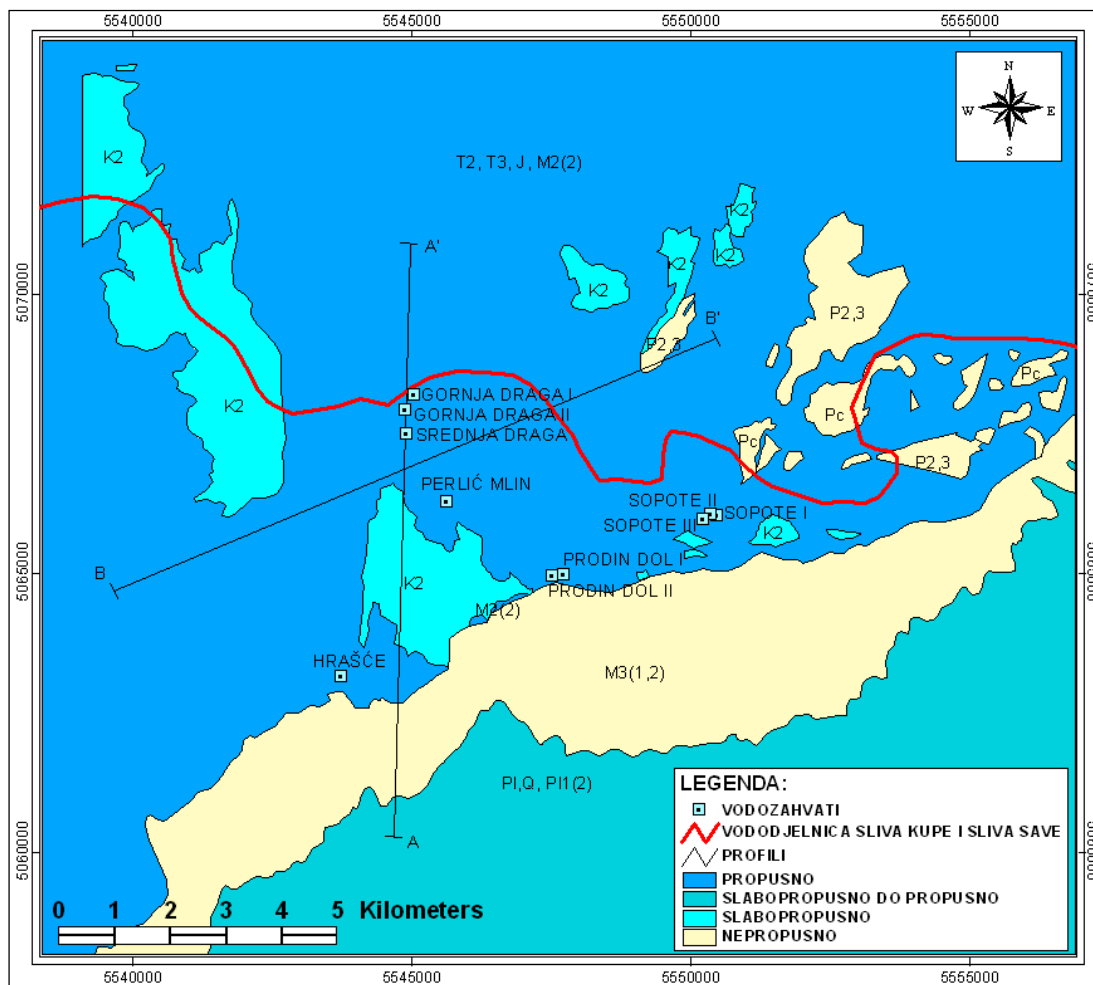 5540000 5545000 5550000 5555000
N
W E
S
K2
T2, T3, J, M2(2)
K2
A'
K2
K2
5070000 5070000
K2
P2,3
B'
P2,3
Pc
GORNJA DRAGA I
K2
GORNJA DRAGA II
Pc
SREDNJA DRAGA
Pc
P2,3
PERLIĆ MLIN
SOPOTE II
SOPOTE I
SOPOTE III
K2
PRODIN DOL I
5065000 5065000
B
K2
PRODIN DOL II
M2(2)
HRAŠĆE
M3(1,2)
Pl,Q, Pl1(2)
A
5060000 5060000
LEGENDA:
VODOZAHVATI
VODODJELNICA SLIVA KUPE I SLIVA SAVE
PROFILI
PROPUSNO
SLABOPROPUSNO DO PROPUSNO
SLABOPROPUSNO
NEPROPUSNO
0 1 2 3 4 5 Kilometers
5540000 5545000 5550000 5555000